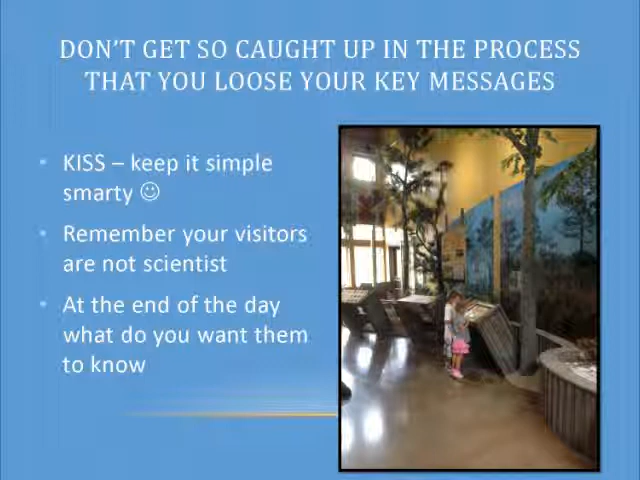 DON'T GET SO CAUGHT UP IN THE PROCESS
THAT YOU LOOSE YOUR KEY MESSAGES
• KISS – keep it simple
smarty ☺
• Remember your visitors
are not scientist
• At the end of the day
what do you want them
to know